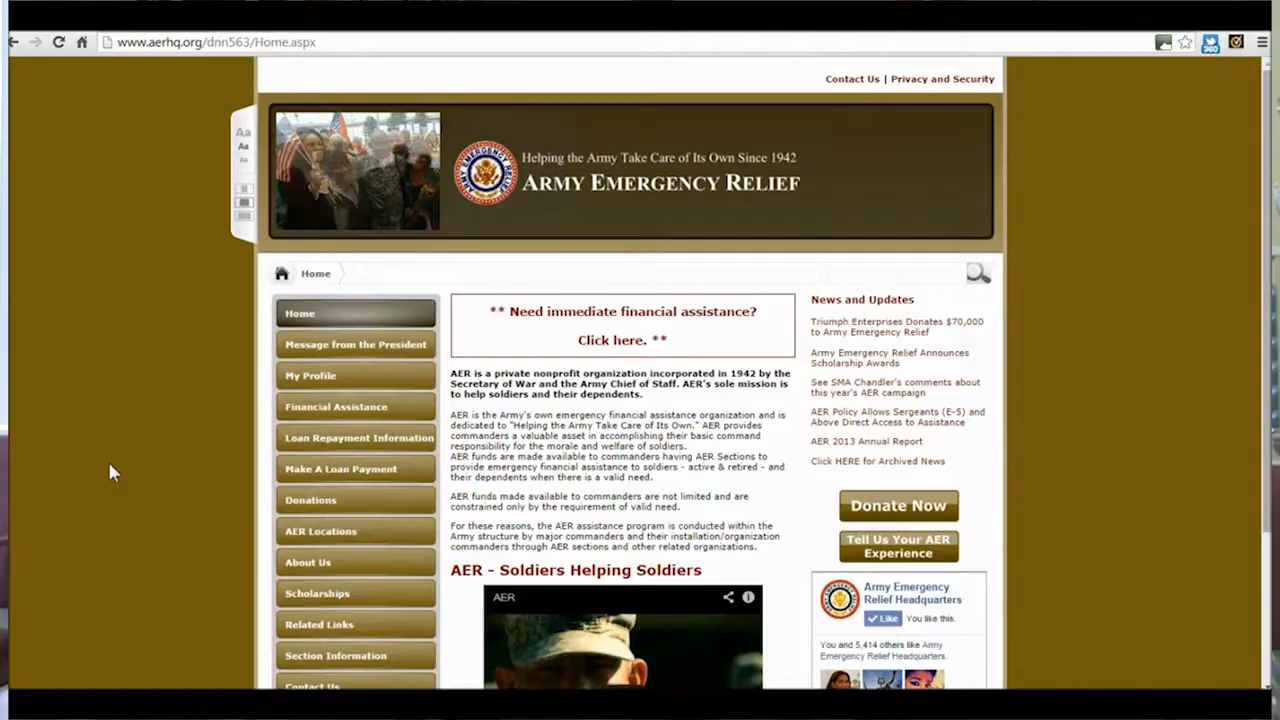 www.aerhq.org/dnn563/Home.aspx
Contact Us | Privacy and Security
Aa
Aa
Aa
ARMY EMERGENCY RELIEF
Helping the Army Take Care of Its Own Since 1942
ARMY EMERGENCY RELIEF
Home
Home
Message from the President
My Profile
Financial Assistance
Loan Repayment Information
Make A Loan Payment
Donations
AER Locations
About Us
Scholarships
Related Links
Section Information
Contact Us
** Need immediate financial assistance?
Click here. **
AER is a private nonprofit organization incorporated in 1942 by the
Secretary of War and the Army Chief of Staff. AER's sole mission is
to help soldiers and their dependents.
AER is the Army's own emergency financial assistance organization and is
dedicated to "Helping the Army Take Care of Its Own." AER provides
commanders a valuable asset in accomplishing their basic command
responsibility for the morale and welfare of soldiers.
AER funds are made available to commanders having AER Sections to
provide emergency financial assistance to soldiers - active & retired - and
their dependents when there is a valid need.
AER funds made available to commanders are not limited and are
constrained only by the requirement of valid need.
For these reasons, the AER assistance program is conducted within the
Army structure by major commanders and their installation/organization
commanders through AER sections and other related organizations.
AER - Soldiers Helping Soldiers
AER
News and Updates
Triumph Enterprises Donates $70,000
to Army Emergency Relief
Army Emergency Relief Announces
Scholarship Awards
See SMA Chandler's comments about
this year's AER campaign
AER Policy Allows Sergeants (E-5) and
Above Direct Access to Assistance
AER 2013 Annual Report
Click HERE for Archived News
Donate Now
Tell Us Your AER
Experience
Army Emergency
Relief Headquarters
Like You like this.
You and 5,414 others like Army
Emergency Relief Headquarters.